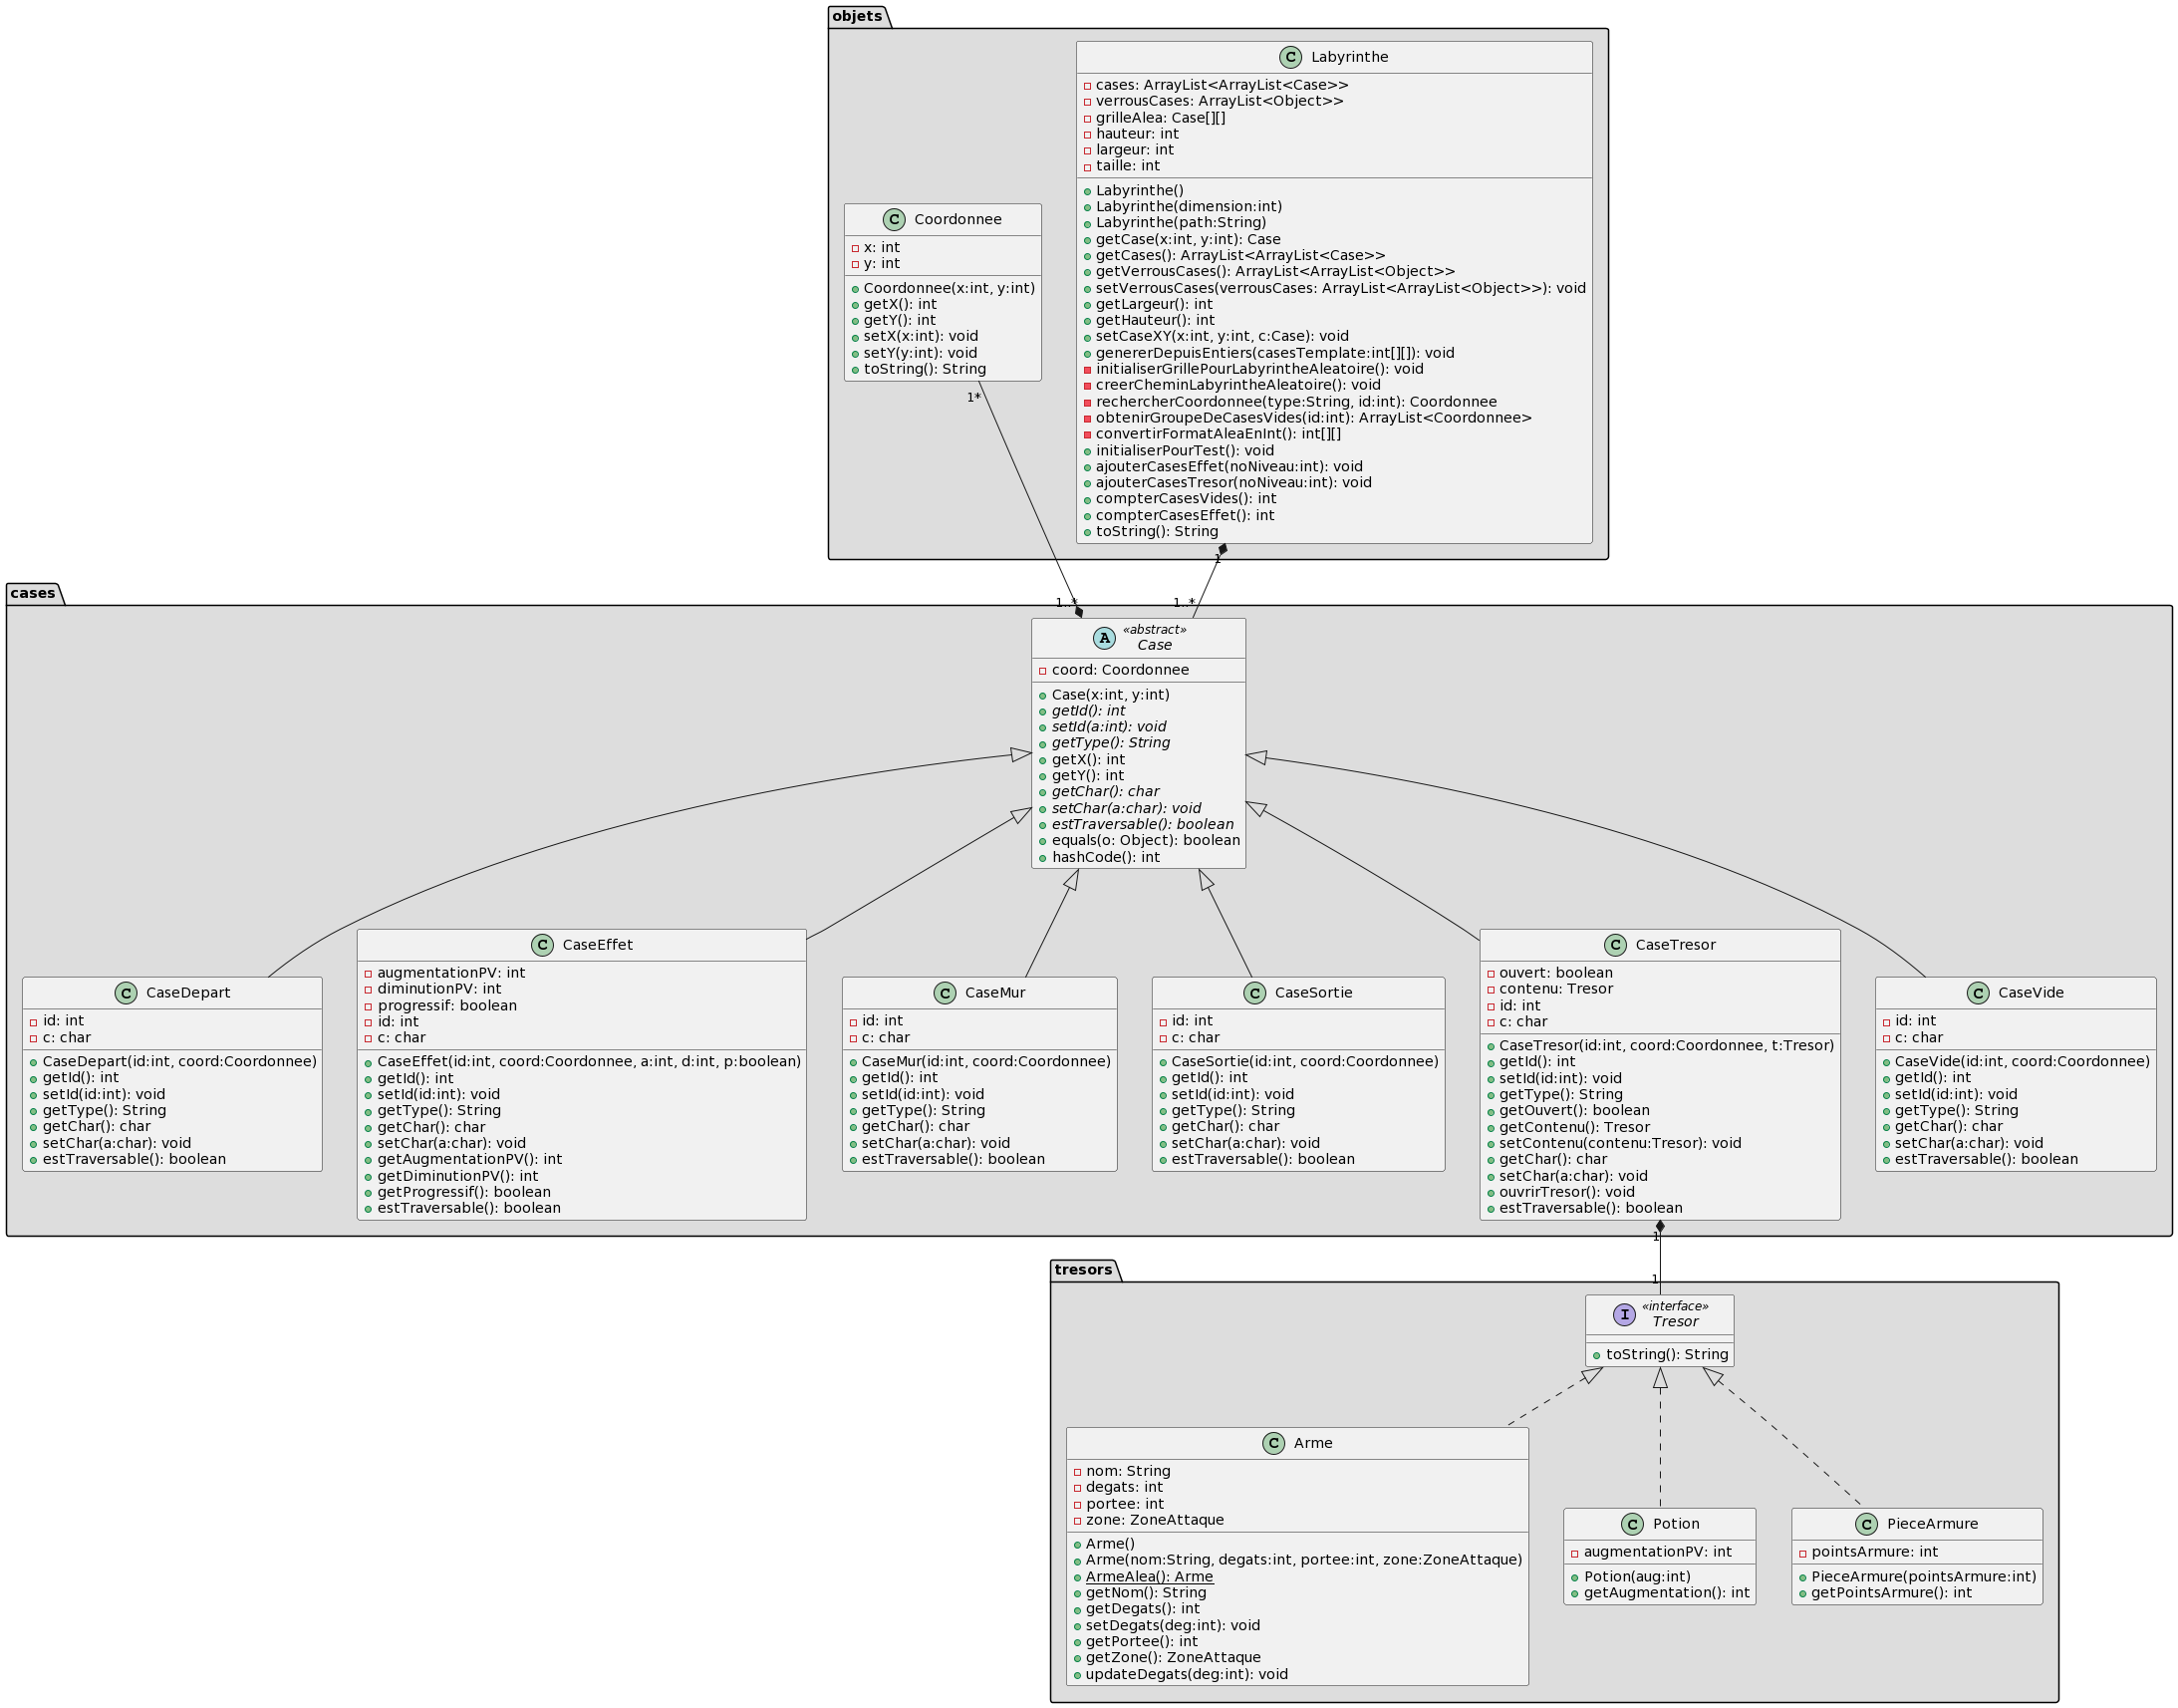 objets
C Labyrinthe
cases: ArrayList<ArrayList<Case>>
verrousCases: ArrayList<Object>>
grilleAlea: Case[][]
hauteur: int
largeur: int
taille: int
Labyrinthe()
Labyrinthe(dimension:int)
Labyrinthe(path:String)
getCase(x:int, y:int): Case
getCases(): ArrayList<ArrayList<Case>>
getVerrousCases(): ArrayList<ArrayList<Object>>
setVerrousCases(verrousCases: ArrayList<ArrayList<Object>>): void
getLargeur(): int
getHauteur(): int
setCaseXY(x:int, y:int, c:Case): void
genererDepuisEntiers(casesTemplate:int[][]): void
initialiserGrillePourLabyrintheAleatoire(): void
creerCheminLabyrintheAleatoire(): void
rechercherCoordonnee(type:String, id:int): Coordonnee
obtenirGroupeDeCasesVides(id:int): ArrayList<Coordonnee>
convertirFormatAleaEnInt(): int[][]
initialiserPourTest(): void
ajouterCasesEffet(noNiveau:int): void
ajouterCasesTresor(noNiveau:int): void
compterCasesVides(): int
compterCasesEffet(): int
toString(): String
C Coordonnee
x: int
y: int
Coordonnee(x:int, y:int)
getX(): int
getY(): int
setX(x:int): void
setY(y:int): void
toString(): String
1*
1
1..*
1..*
cases
A «abstract»
Case
coord: Coordonnee
Case(x:int, y:int)
getId(): int
setId(a:int): void
getType(): String
getX(): int
getY(): int
getChar(): char
setChar(a:char): void
estTraversable(): boolean
equals(o: Object): boolean
hashCode(): int
C CaseDepart
id: int
c: char
CaseDepart(id:int, coord:Coordonnee)
getId(): int
setId(id:int): void
getType(): String
getChar(): char
setChar(a:char): void
estTraversable(): boolean
C CaseEffet
augmentationPV: int
diminutionPV: int
progressif: boolean
id: int
c: char
CaseEffet(id:int, coord:Coordonnee, a:int, d:int, p:boolean)
getId(): int
setId(id:int): void
getType(): String
getChar(): char
setChar(a:char): void
getAugmentationPV(): int
getDiminutionPV(): int
getProgressif(): boolean
estTraversable(): boolean
C CaseMur
id: int
c: char
CaseMur(id:int, coord:Coordonnee)
getId(): int
setId(id:int): void
getType(): String
getChar(): char
setChar(a:char): void
estTraversable(): boolean
C CaseSortie
id: int
c: char
CaseSortie(id:int, coord:Coordonnee)
getId(): int
setId(id:int): void
getType(): String
getChar(): char
setChar(a:char): void
estTraversable(): boolean
C CaseTresor
ouvert: boolean
contenu: Tresor
id: int
c: char
CaseTresor(id:int, coord:Coordonnee, t:Tresor)
getId(): int
setId(id:int): void
getType(): String
getOuvert(): boolean
getContenu(): Tresor
setContenu(contenu:Tresor): void
getChar(): char
setChar(a:char): void
ouvrirTresor(): void
estTraversable(): boolean
C CaseVide
id: int
c: char
CaseVide(id:int, coord:Coordonnee)
getId(): int
setId(id:int): void
getType(): String
getChar(): char
setChar(a:char): void
estTraversable(): boolean
1
1
tresors
I «interface»
Tresor
toString(): String
C Arme
nom: String
degats: int
portee: int
zone: ZoneAttaque
Arme()
Arme(nom:String, degats:int, portee:int, zone:ZoneAttaque)
ArmeAlea(): Arme
getNom(): String
getDegats(): int
setDegats(deg:int): void
getPortee(): int
getZone(): ZoneAttaque
updateDegats(deg:int): void
C Potion
augmentationPV: int
Potion(aug:int)
getAugmentation(): int
C PieceArmure
pointsArmure: int
PieceArmure(pointsArmure:int)
getPointsArmure(): int